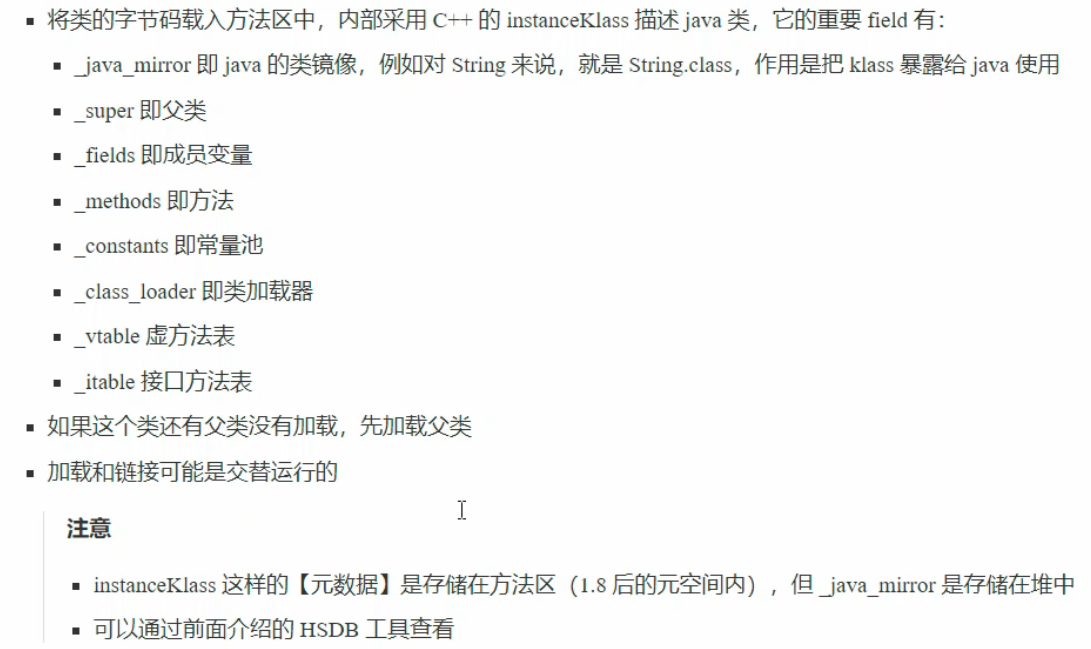 将类的字节码载入方法区中，内部采用 C++ 的 instanceKlass 描述 java 类，它的重要 field 有：
_java_mirror 即 java 的类镜像，例如对 String 来说，就是 String.class，作用是把 klass 暴露给 java 使用
_super 即父类
_fields 即成员变量
_methods 即方法
_constants 即常量池
_class_loader 即类加载器
_vtable 虚方法表
_itable 接口方法表
如果这个类还有父类没有加载，先加载父类
加载和链接可能是交替运行的
注意
instanceKlass 这样的【元数据】是存储在方法区（1.8 后的元空间内），但 _java_mirror 是存储在堆中
可以通过前面介绍的 HSDB 工具查看